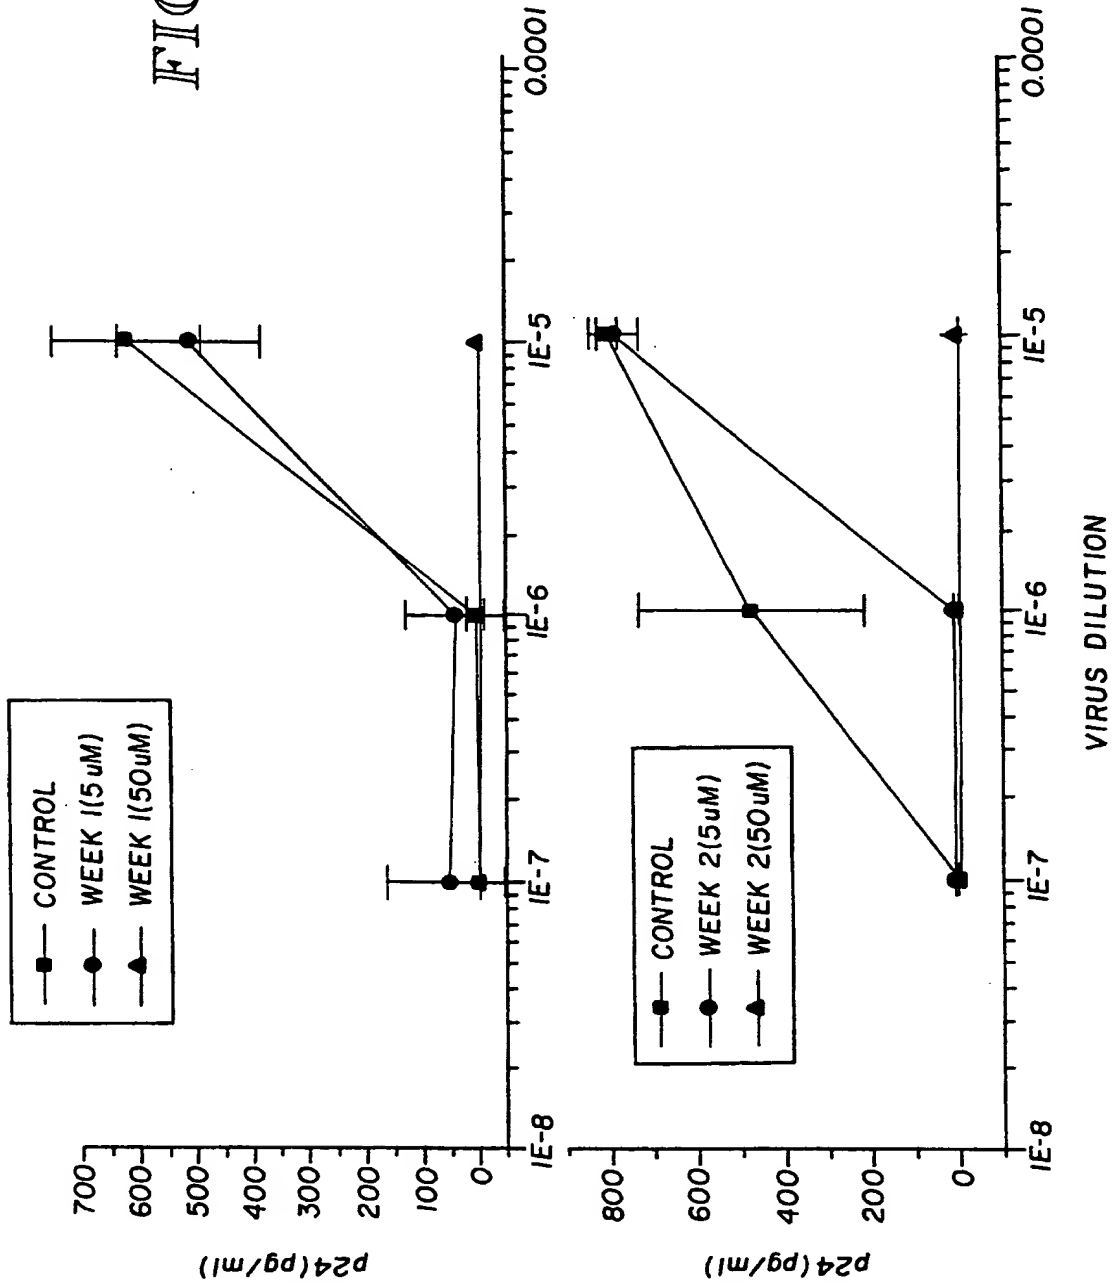 FIG
CONTROL
WEEK 1(5uM)
WEEK 1(50uM)
700
600
500
400
300
200
100
0
p24 (pg/ml)
1E-8
1E-7
1E-6
1E-5
0.0001
CONTROL
WEEK 2(5uM)
WEEK 2(50uM)
800
600
400
200
0
p24 (pg/ml)
1E-8
1E-7
1E-6
1E-5
0.0001
VIRUS DILUTION